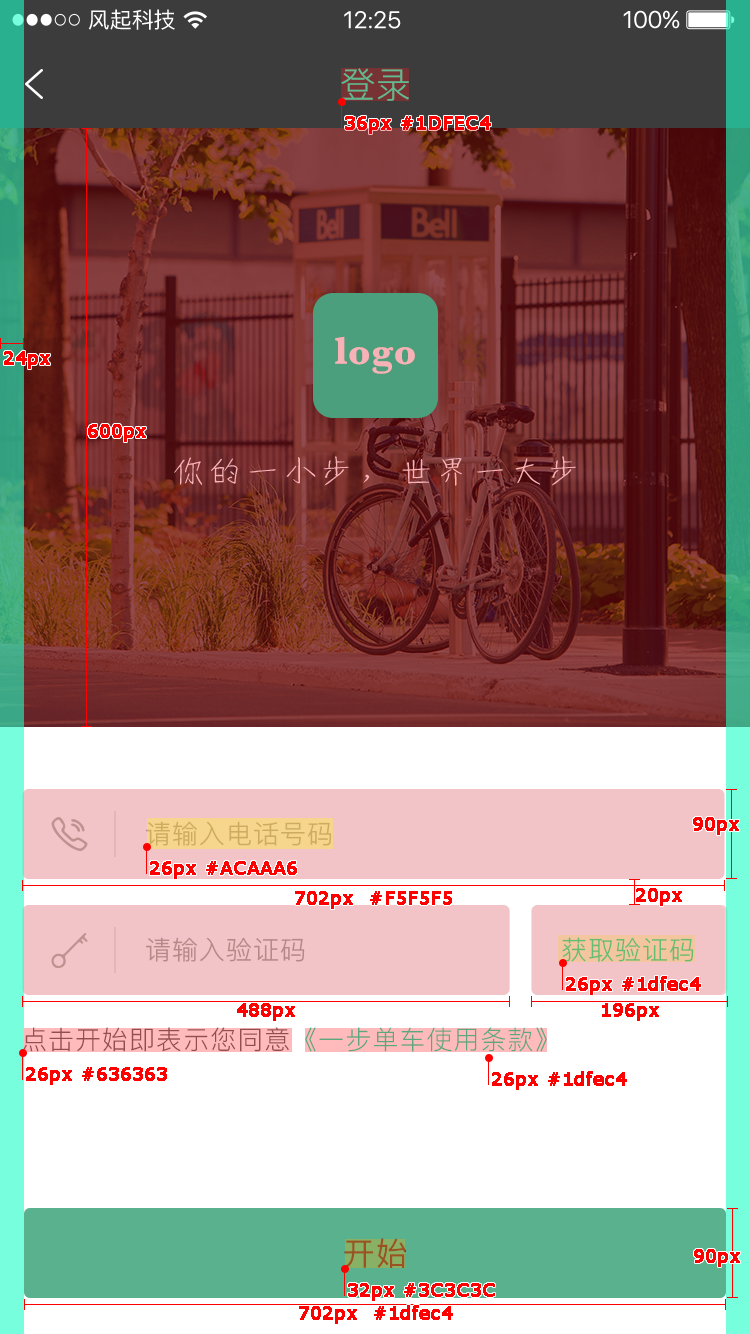 风起科技 12:25 100%
登录
36px #1DFEC4
Bell Bell
logo
24px
600px
你的一小步，世界一大步
请输入电话号码
90px
26px #ACAAA6
702px #F5F5F5
20px
请输入验证码
获取验证码
26px #1dfec4
488px
196px
点击开始即表示您同意《一步单车使用条款》
26px #636363
26px #1dfec4
开始
90px
32px #3C3C3C
702px #1dfec4